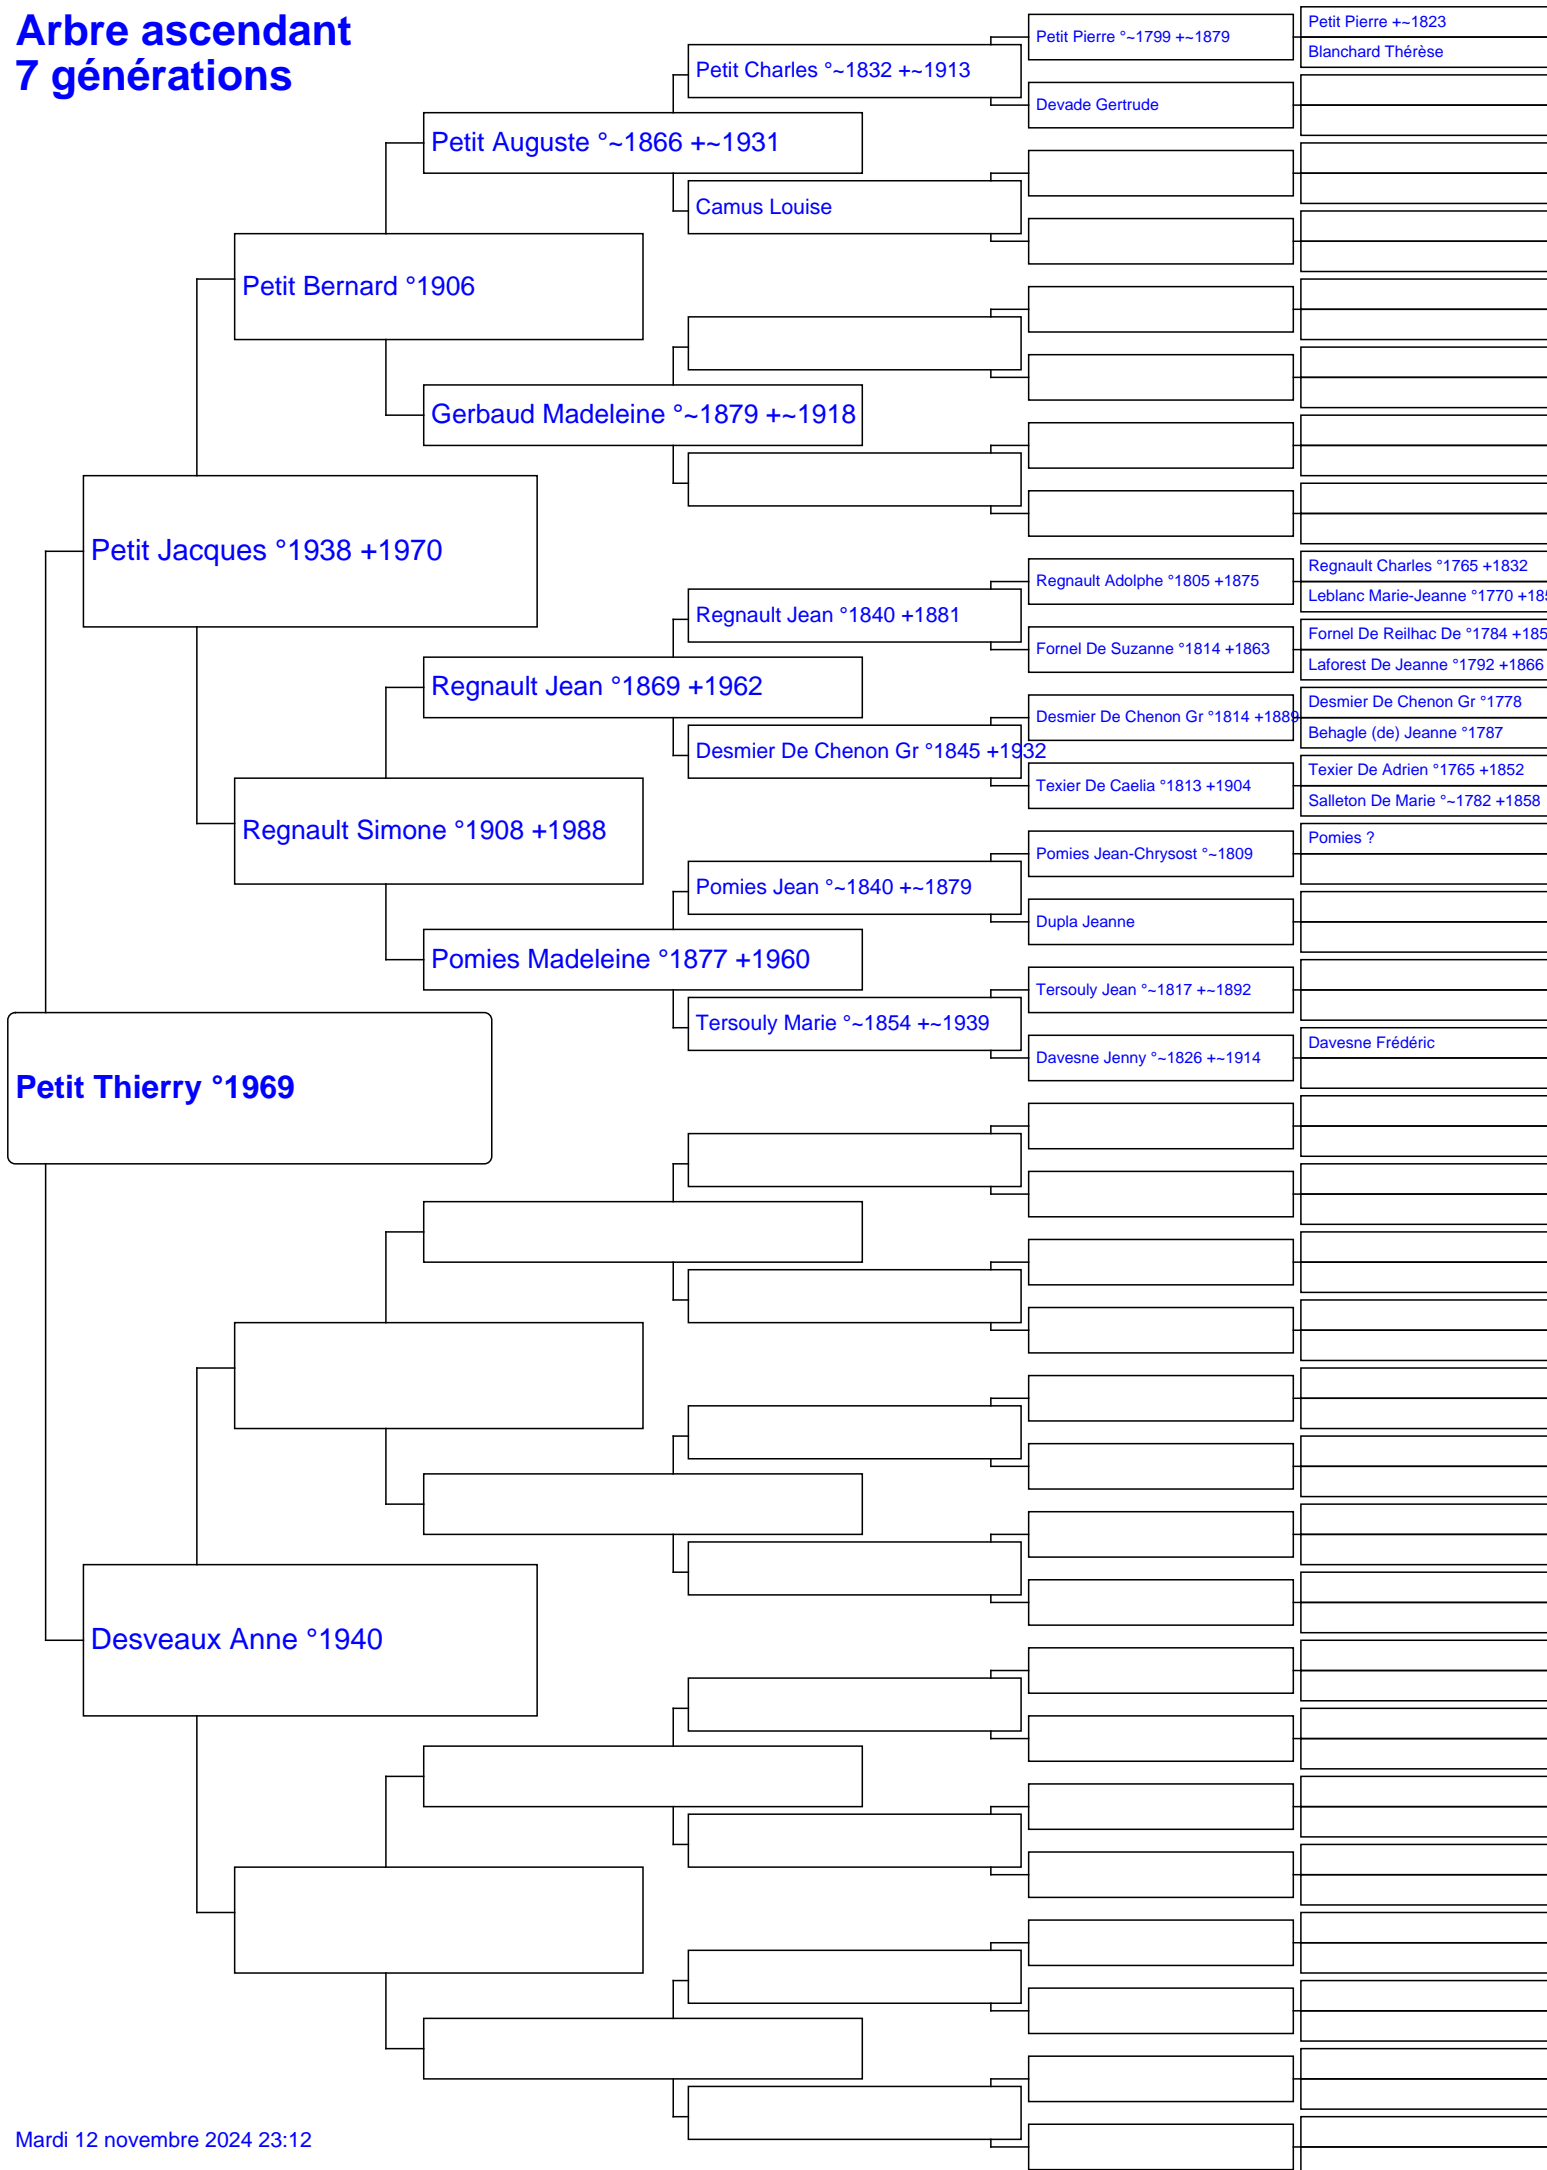 Arbre ascendant
7 générations
Petit Pierre +~1823
Petit Pierre °~1799 +~1879
Blanchard Thérèse
Petit Charles °~1832 +~1913
Devade Gertrude
Petit Auguste °~1866 +~1931
Camus Louise
Petit Bernard °1906
Gerbaud Madeleine °~1879 +~1918
Petit Jacques °1938 +1970
Regnault Charles °1765 +1832
Regnault Adolphe °1805 +1875
Leblanc Marie-Jeanne °1770 +185
Regnault Jean °1840 +1881
Fornel De Reilhac De °1784 +185
Fornel De Suzanne °1814 +1863
Laforest De Jeanne °1792 +1866
Regnault Jean °1869 +1962
Desmier De Chenon Gr °1778
Desmier De Chenon Gr °1814 +1889
Behagle (de) Jeanne °1787
Desmier De Chenon Gr °1845 +1932
Texier De Adrien °1765 +1852
Texier De Caelia °1813 +1904
Salleton De Marie °~1782 +1858
Regnault Simone °1908 +1988
Pomies ?
Pomies Jean-Chrysost °~1809
Pomies Jean °~1840 +~1879
Dupla Jeanne
Pomies Madeleine °1877 +1960
Tersouly Jean °~1817 +~1892
Tersouly Marie °~1854 +~1939
Davesne Frédéric
Davesne Jenny °~1826 +~1914
Petit Thierry °1969
Desveaux Anne °1940
Mardi 12 novembre 2024 23:12